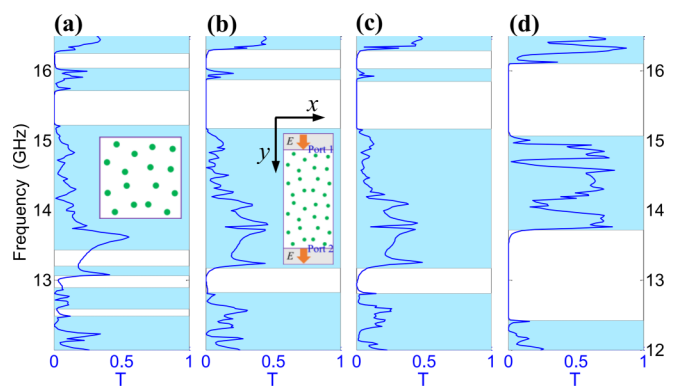 (a) (b) (c) (d)
Frequency (GHz)
16
15
14
13
x
y
E
Port 1
E
Port 2
16
15
14
13
12
0 0.5 1
0 0.5 1
0 0.5 1
0 0.5 1
T T T T